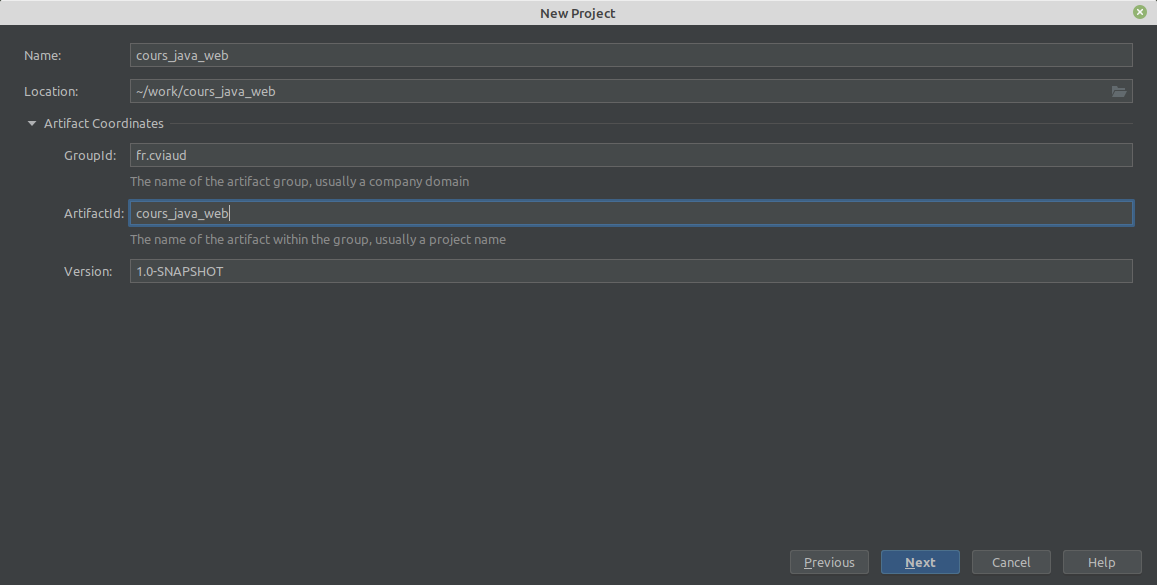 New Project
Name: cours_java_web
Location: ~/work/cours_java_web
Artifact Coordinates
GroupId: fr.cviaud
The name of the artifact group, usually a company domain
ArtifactId: cours_java_web
The name of the artifact within the group, usually a project name
Version: 1.0-SNAPSHOT
Previous Next Cancel Help